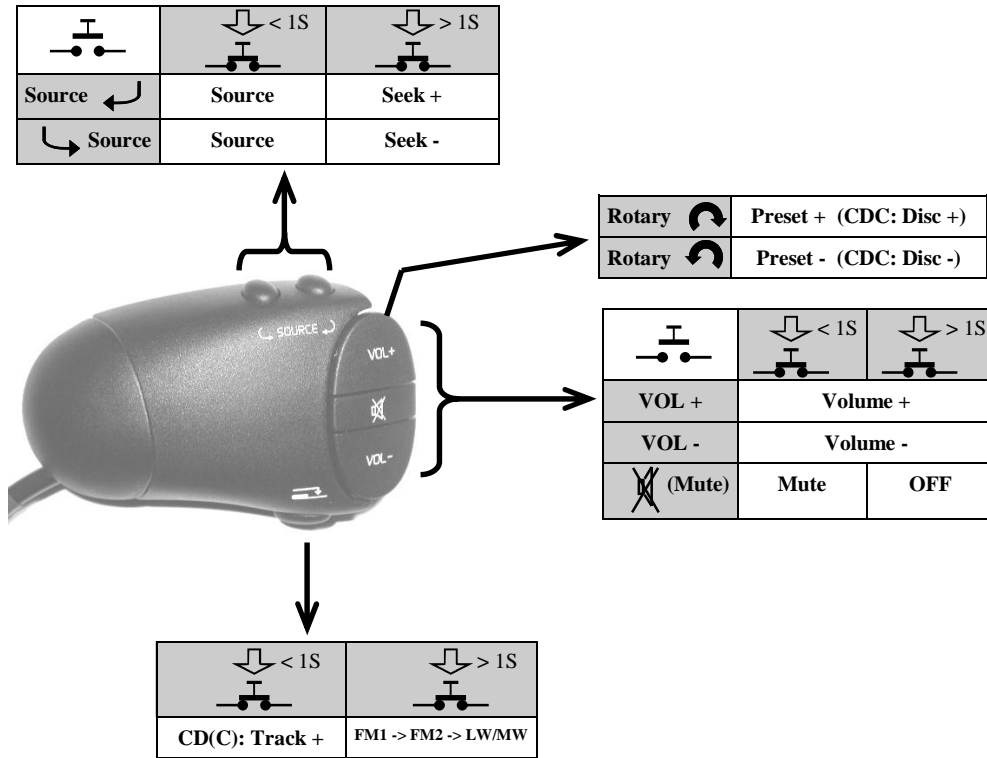 < 1S > 1S
Source Source Seek +
Source Source Seek -
Rotary Preset + (CDC: Disc +)
Rotary Preset - (CDC: Disc -)
SOURCE
VOL+
VOL-
< 1S > 1S
VOL + Volume +
VOL - Volume -
(Mute) Mute OFF
< 1S > 1S
CD(C): Track + FM1 -> FM2 -> LW/MW